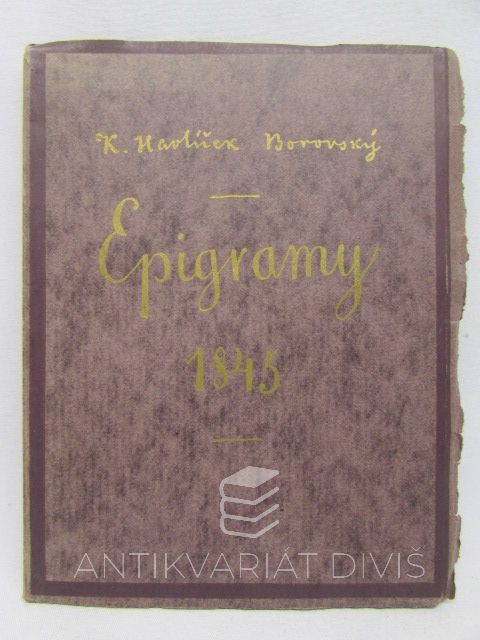 K. Havlíček Borovský
Epigramy
1845
ANTIKVARIÁT DIVIŠ